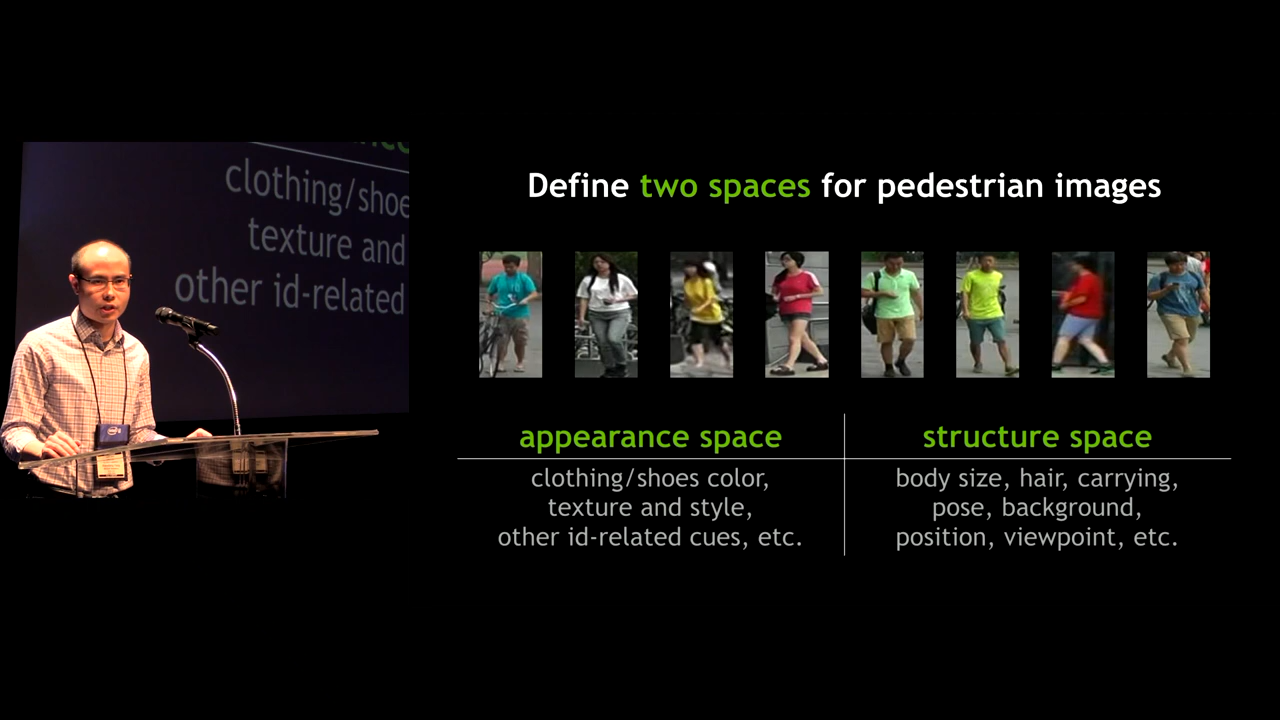 clothing/shoe
texture and
other id-related
Define two spaces for pedestrian images
appearance space
clothing/shoes color,
texture and style,
other id-related cues, etc.
structure space
body size, hair, carrying,
pose, background,
position, viewpoint, etc.